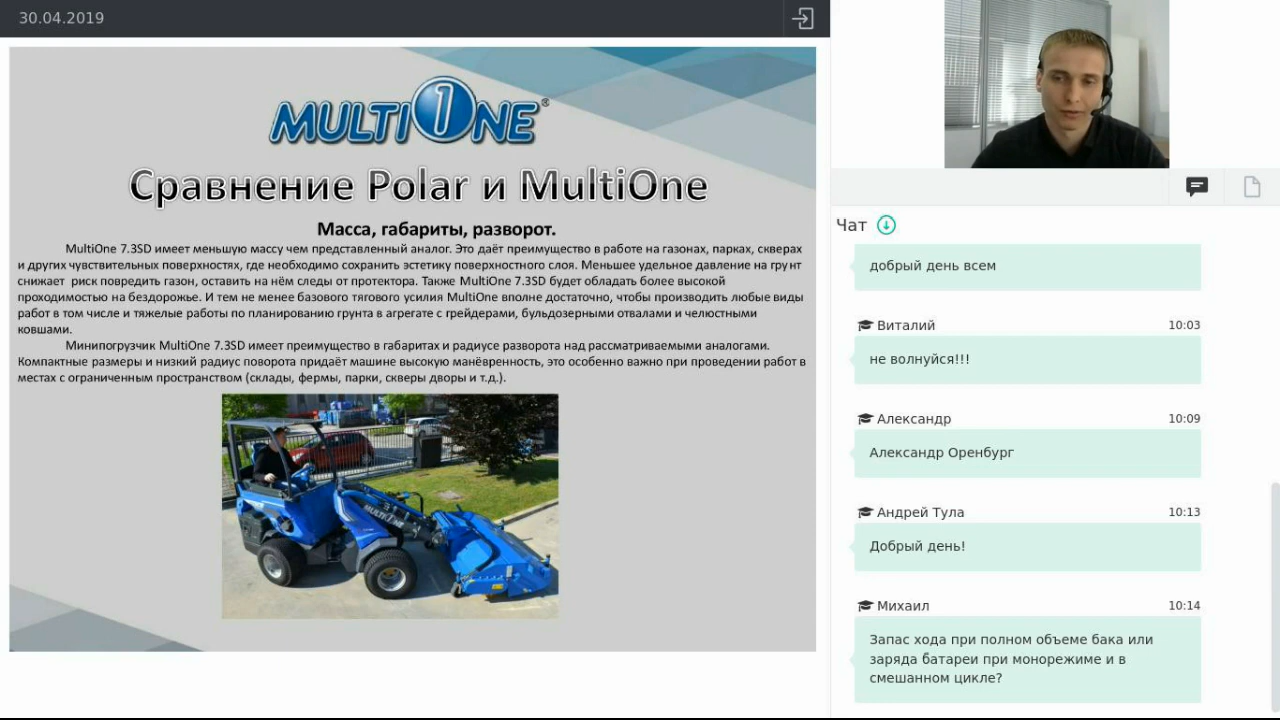 30.04.2019
MULTIONE®
Сравнение Polar и MultiOne
Масса, габариты, разворот.
MultiOne 7.3SD имеет меньшую массу чем представленный аналог. Это даёт преимущество в работе на газонах, парках, скверах
и других чувствительных поверхностях, где необходимо сохранить эстетику поверхностного слоя. Меньшее удельное давление на грунт
снижает риск повредить газон, оставить на нём следы от протектора. Также MultiOne 7.3SD будет обладать более высокой
проходимостью на бездорожье. И тем не менее базового тягового усилия MultiOne вполне достаточно, чтобы производить любые виды
работ в том числе и тяжелые работы по планированию грунта в агрегате с грейдерами, бульдозерными отвалами и челюстными
ковшами.
Минипогрузчик MultiOne 7.3SD имеет преимущество в габаритах и радиусе разворота над рассматриваемыми аналогами.
Компактные размеры и низкий радиус поворота придаёт машине высокую манёвренность, это особенно важно при проведении работ в
местах с ограниченным пространством (склады, фермы, парки, скверы дворы и т.д.).
MULTIONE
Чат
добрый день всем
Виталий 10:03
не волнуйся!!!
Александр 10:09
Александр Оренбург
Андрей Тула 10:13
Добрый день!
Михаил 10:14
Запас хода при полном объеме бака или
заряда батареи при монорежиме и в
смешанном цикле?